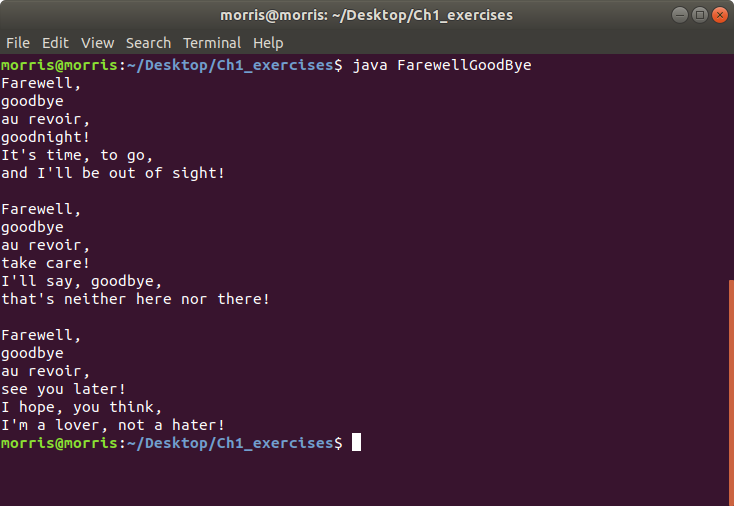 morris@morris: ~/Desktop/Ch1_exercises
File Edit View Search Terminal Help
morris@morris:~/Desktop/Ch1_exercises$ java FarewellGoodBye
Farewell,
goodbye
au revoir,
goodnight!
It's time, to go,
and I'll be out of sight!

Farewell,
goodbye
au revoir,
take care!
I'll say, goodbye,
that's neither here nor there!

Farewell,
goodbye
au revoir,
see you later!
I hope, you think,
I'm a lover, not a hater!
morris@morris:~/Desktop/Ch1_exercises$